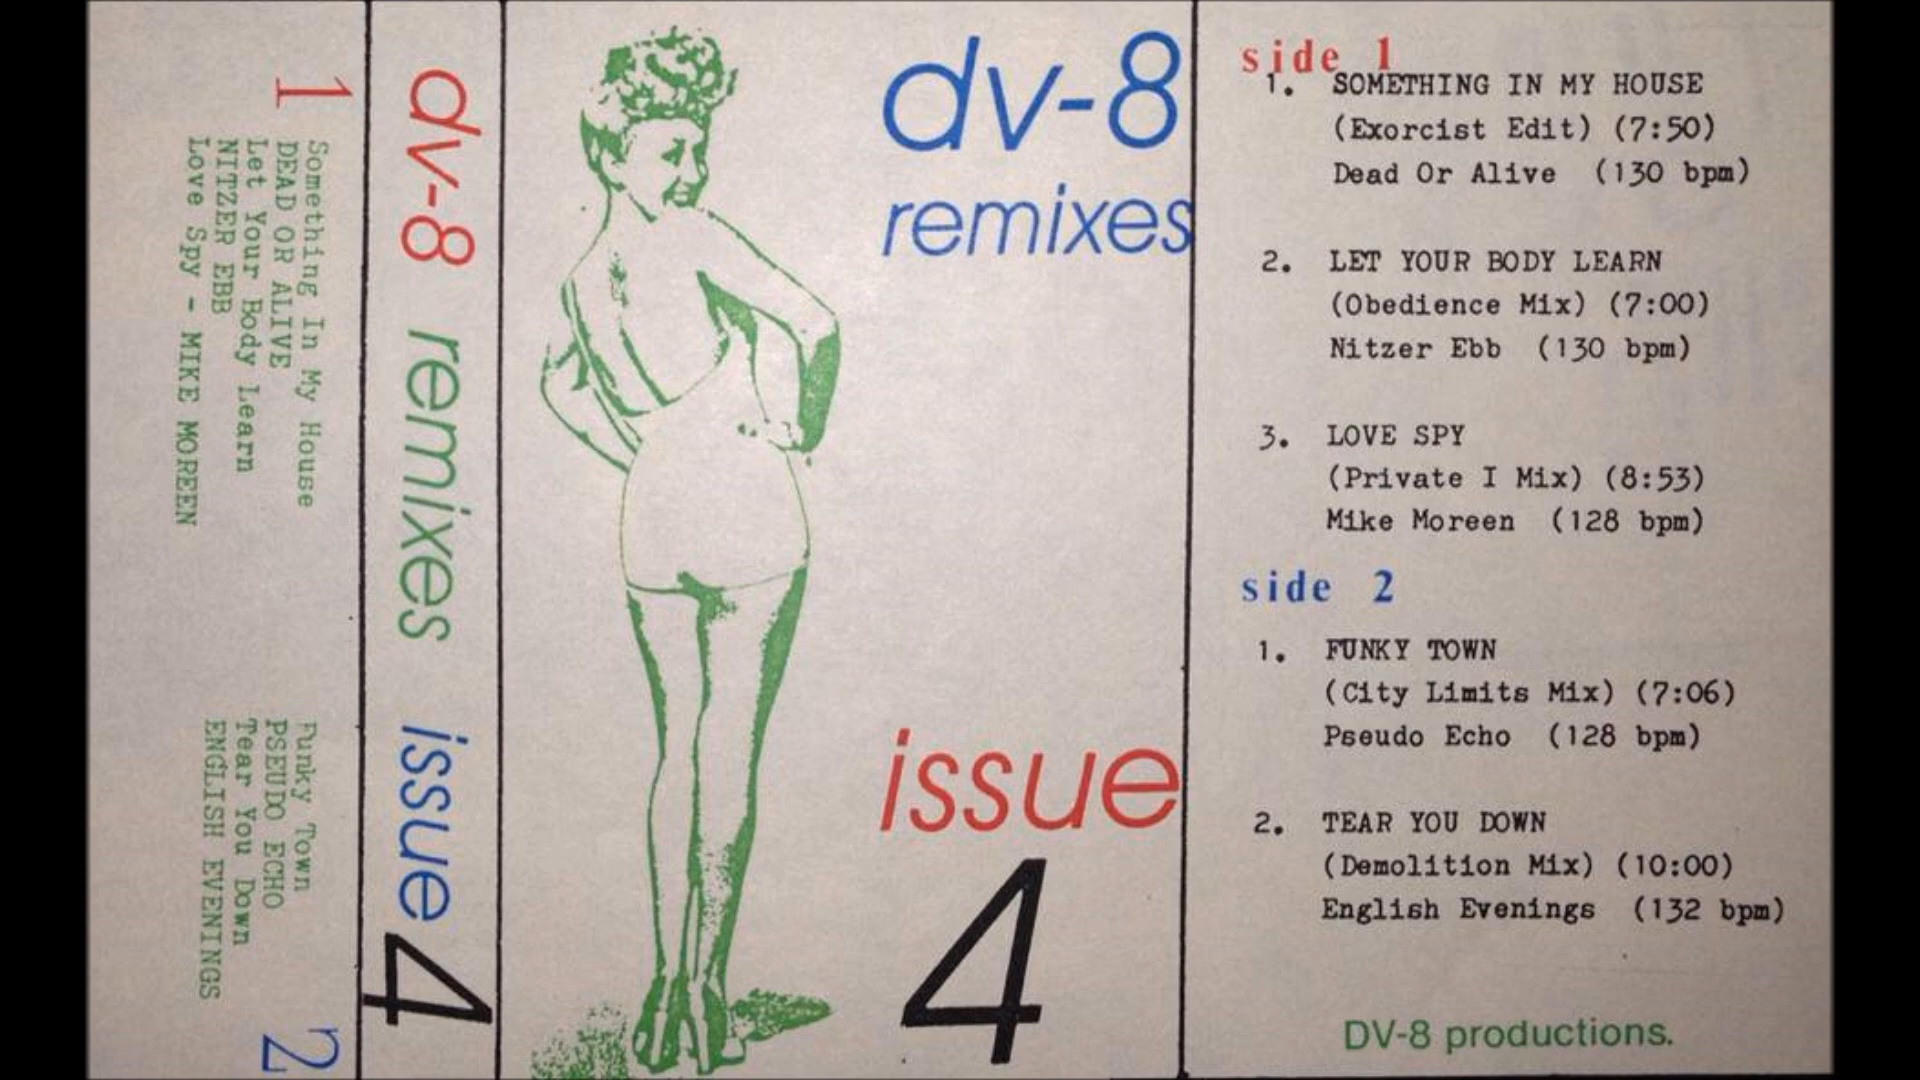 1
Something In My House
DEAD OR ALIVE
Let Your Body Learn
NITZER EBB
Love Spy - MIKE MOREEN
Funky Town
PSEUDO ECHO
Tear You Down
ENGLISH EVENINGS
2
dv-8 remixes issue 4
dv-8
remixes
issue
4
side 1
1. SOMETHING IN MY HOUSE
(Exorcist Edit) (7:50)
Dead Or Alive (130 bpm)
2. LET YOUR BODY LEARN
(Obedience Mix) (7:00)
Nitzer Ebb (130 bpm)
3. LOVE SPY
(Private I Mix) (8:53)
Mike Moreen (128 bpm)
side 2
1. FUNKY TOWN
(City Limits Mix) (7:06)
Pseudo Echo (128 bpm)
2. TEAR YOU DOWN
(Demolition Mix) (10:00)
English Evenings (132 bpm)
DV-8 productions.